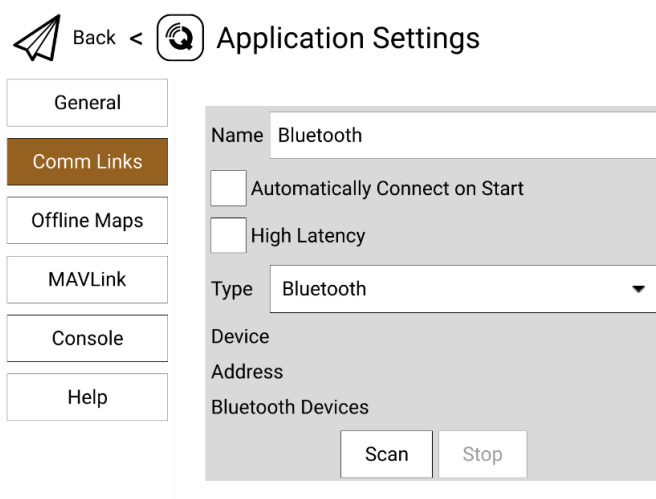 Back < Application Settings
General
Comm Links
Offline Maps
MAVLink
Console
Help
Name Bluetooth
Automatically Connect on Start
High Latency
Type Bluetooth
Device
Address
Bluetooth Devices
Scan Stop